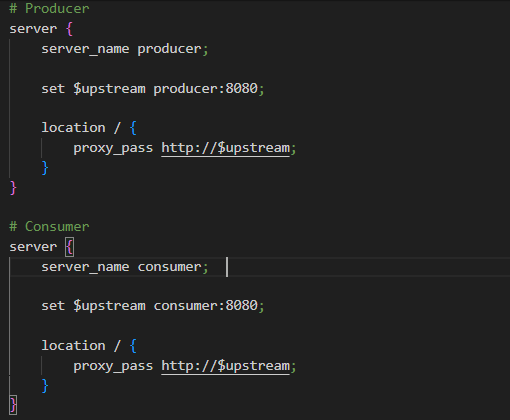 # Producer
server {
    server_name producer;
    set $upstream producer:8080;
    location / {
        proxy_pass http://$upstream;
    }
}
# Consumer
server {
    server_name consumer;
    set $upstream consumer:8080;
    location / {
        proxy_pass http://$upstream;
    }
}